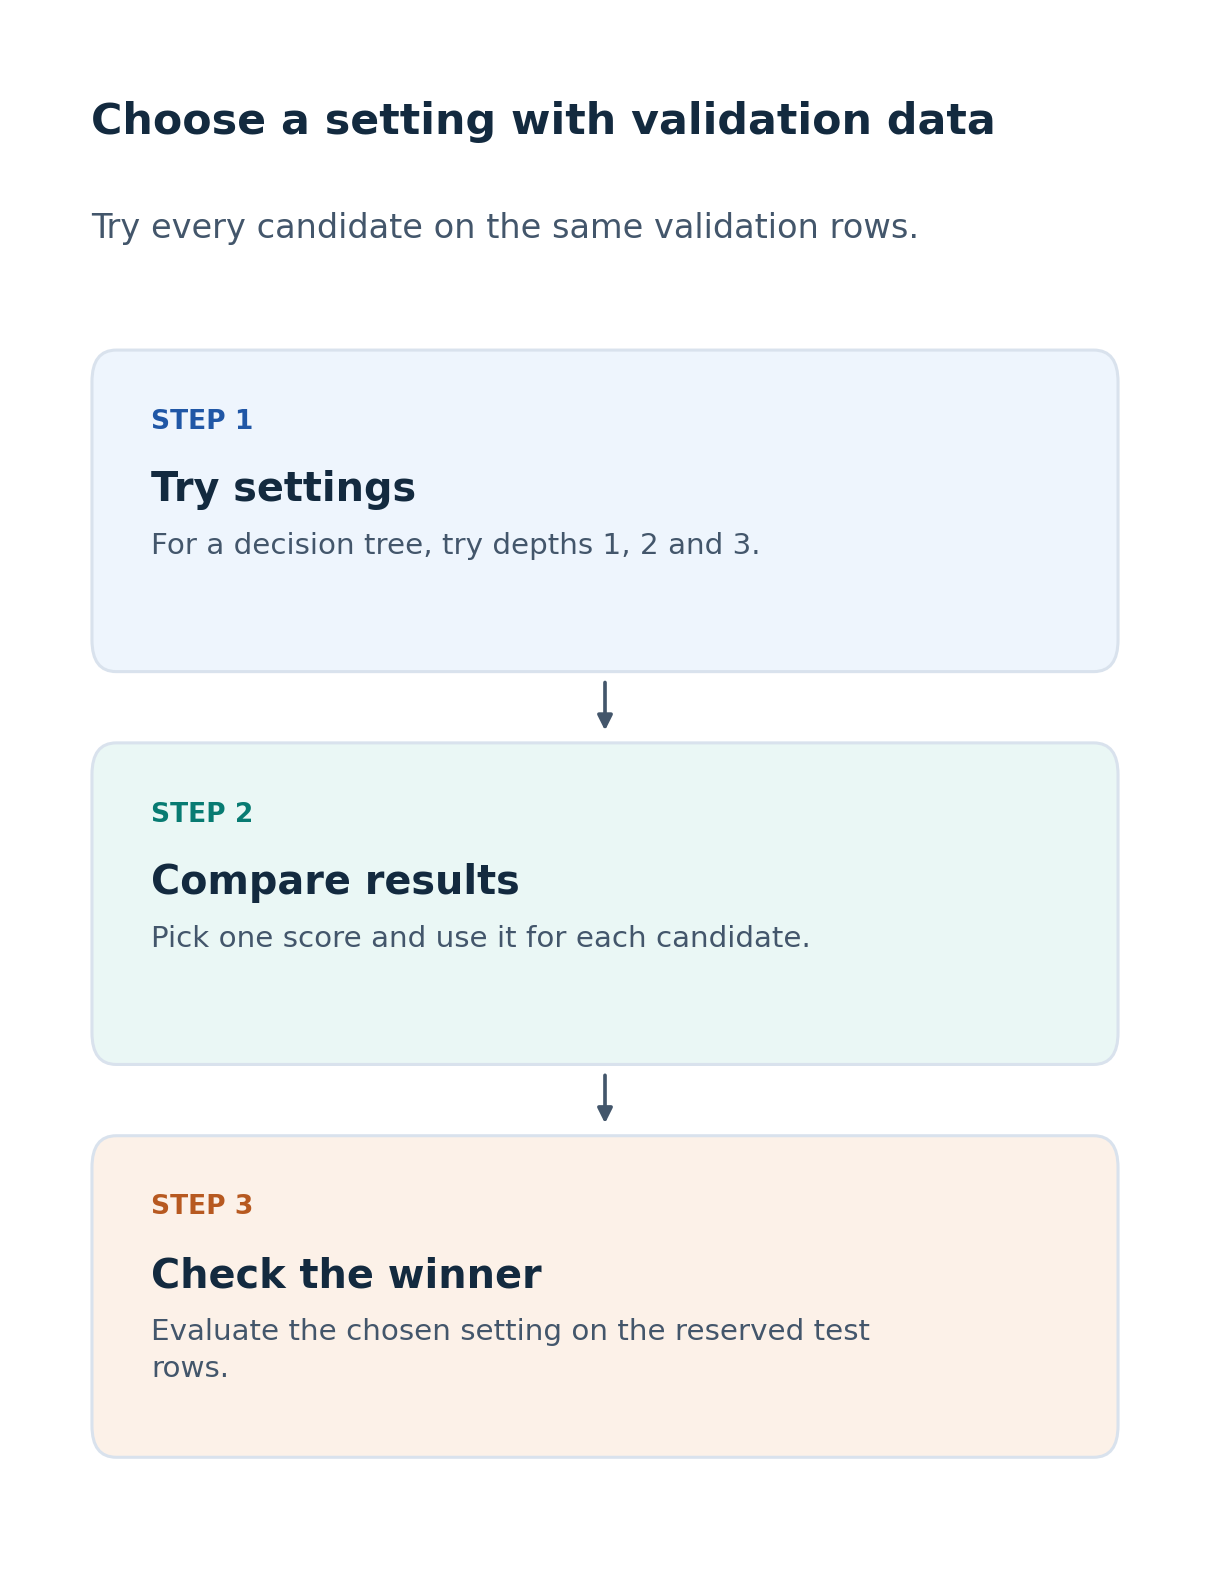 Choose a setting with validation data
Try every candidate on the same validation rows.
STEP 1
Try settings
For a decision tree, try depths 1, 2 and 3.
STEP 2
Compare results
Pick one score and use it for each candidate.
STEP 3
Check the winner
Evaluate the chosen setting on the reserved test
rows.